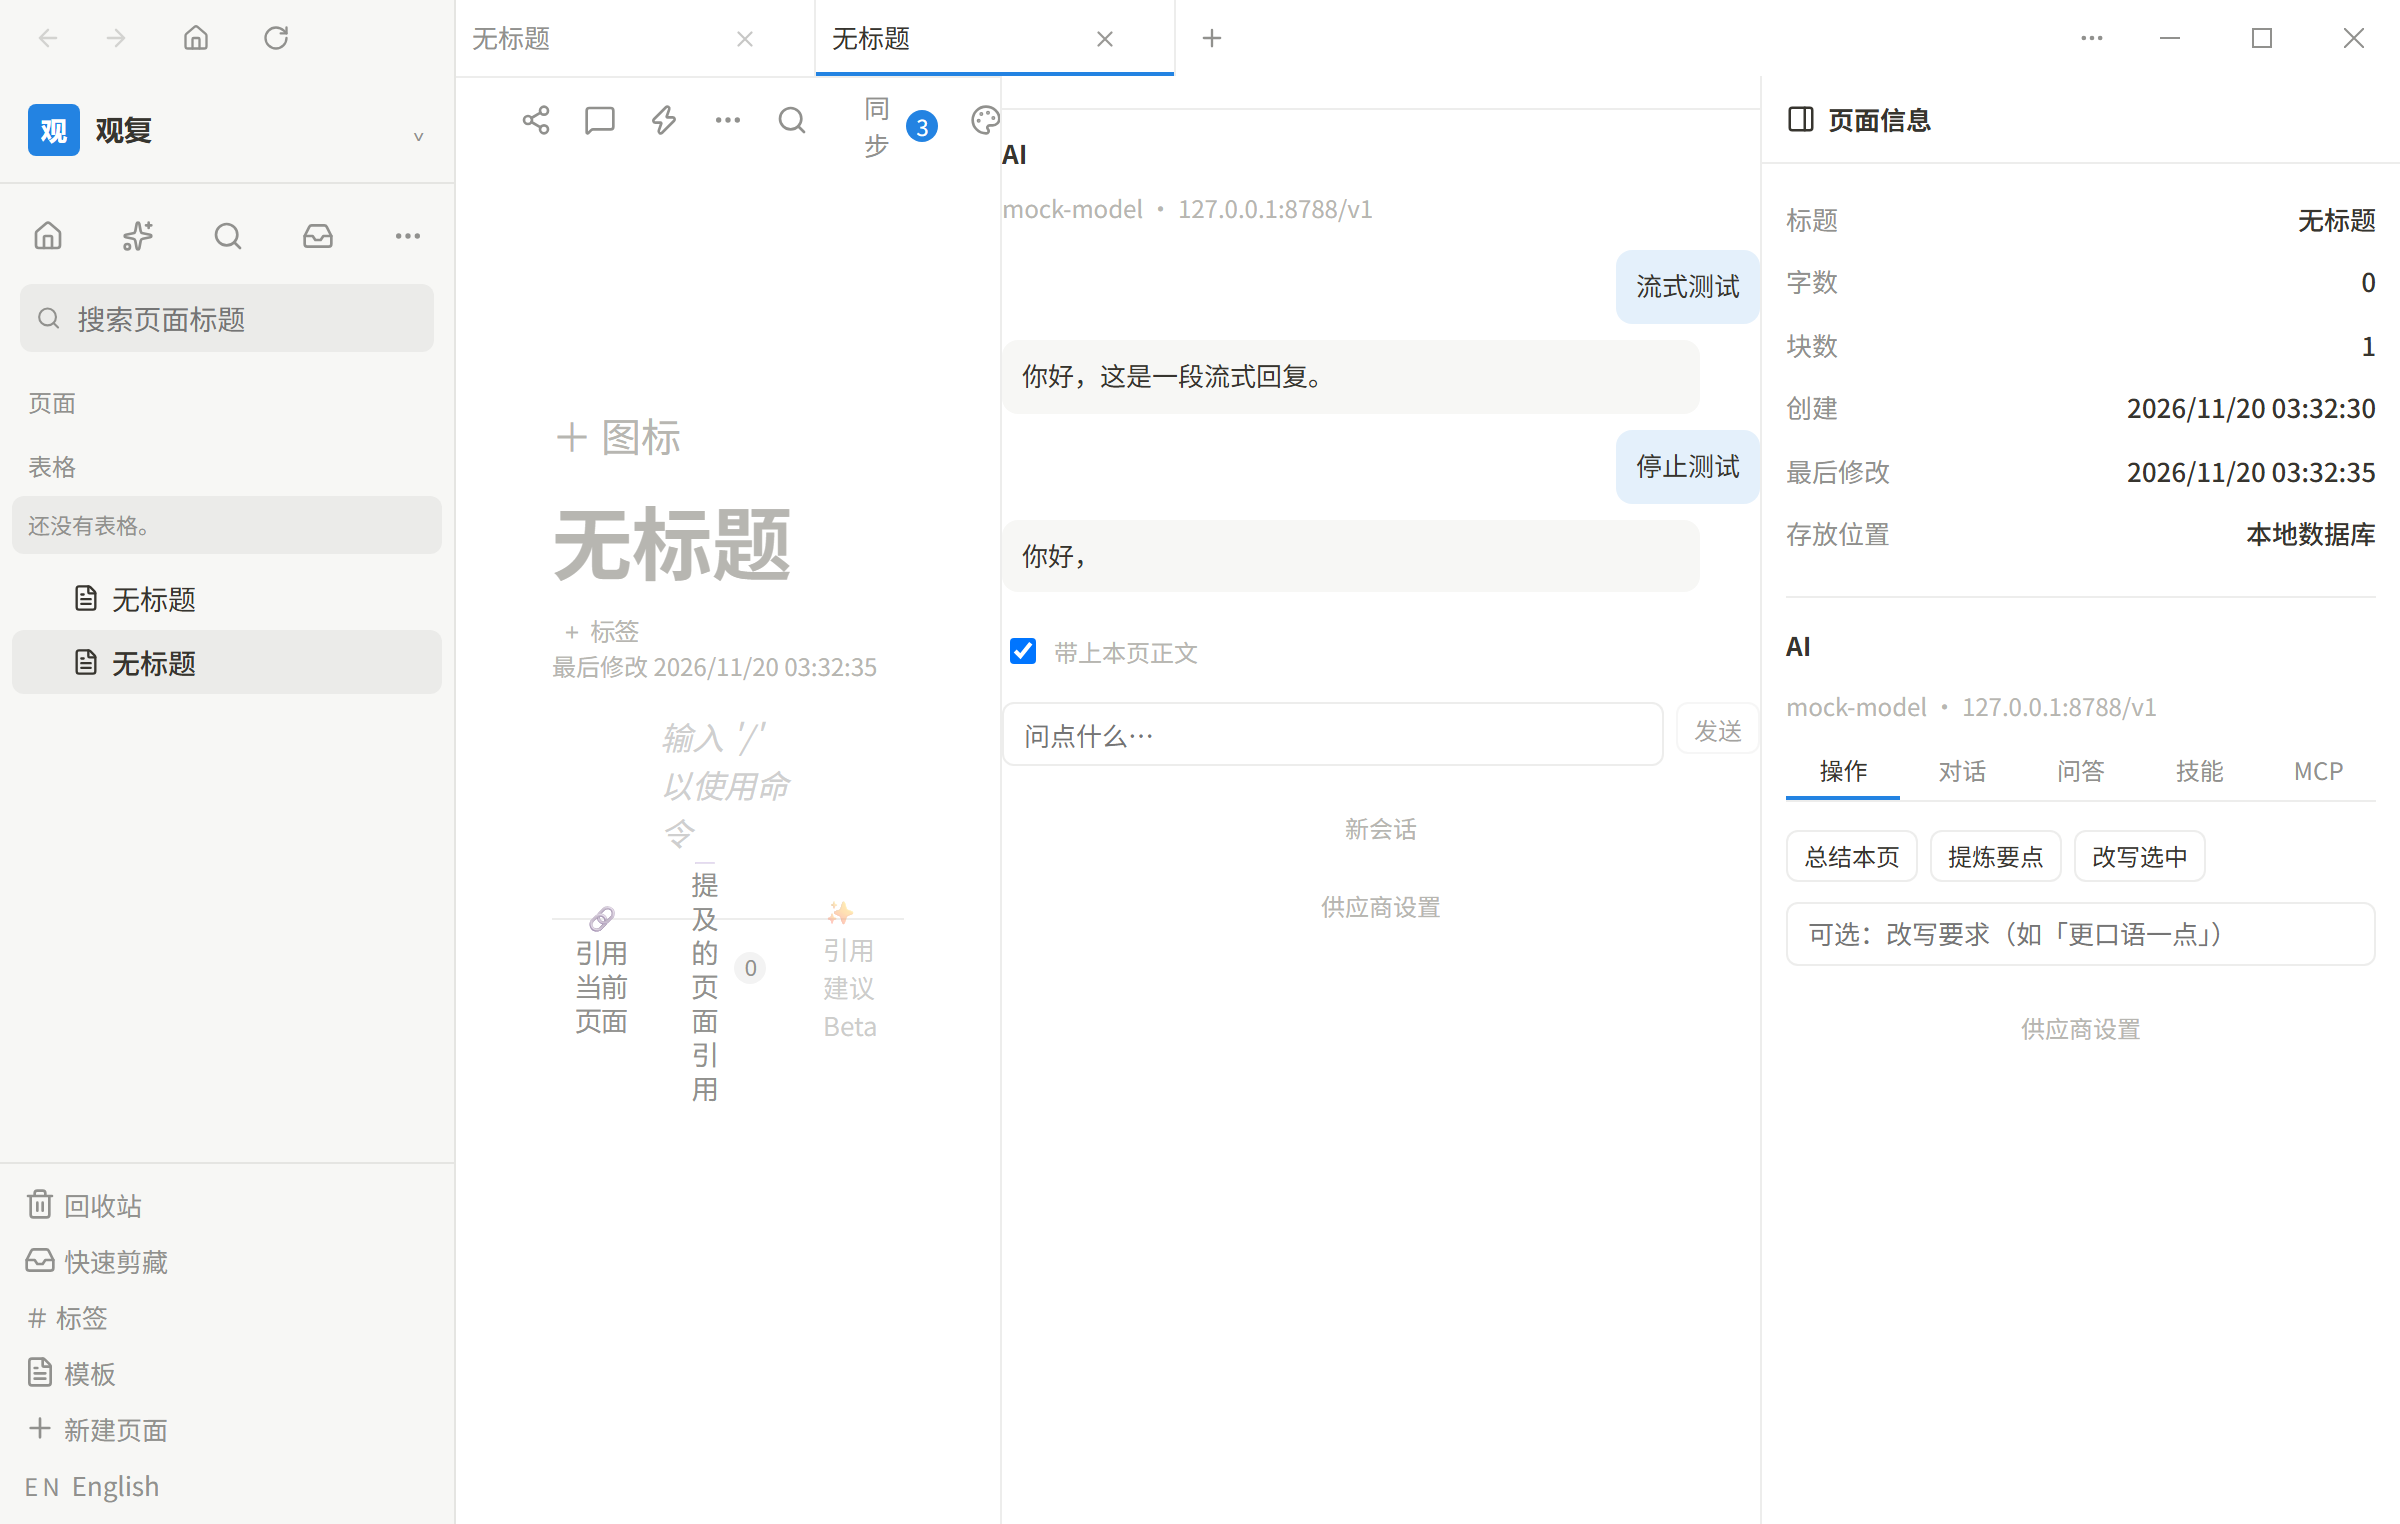 无标题
无标题
观 观复
搜索页面标题
页面
表格
还没有表格。
无标题
无标题
回收站
快速剪藏
# 标签
模板
新建页面
EN English
同
步
3
+ 图标
无标题
+ 标签
最后修改 2026/11/20 03:32:35
输入 '/'
以使用命
令
引用
当前
页面
提
及
的
页
面
引
用
0
引用
建议
Beta
AI
mock-model • 127.0.0.1:8788/v1
流式测试
你好，这是一段流式回复。
停止测试
你好，
带上本页正文
问点什么…
发送
新会话
供应商设置
页面信息
标题 无标题
字数 0
块数 1
创建 2026/11/20 03:32:30
最后修改 2026/11/20 03:32:35
存放位置 本地数据库
AI
mock-model • 127.0.0.1:8788/v1
操作 对话 问答 技能 MCP
总结本页 提炼要点 改写选中
可选：改写要求（如「更口语一点」）
供应商设置